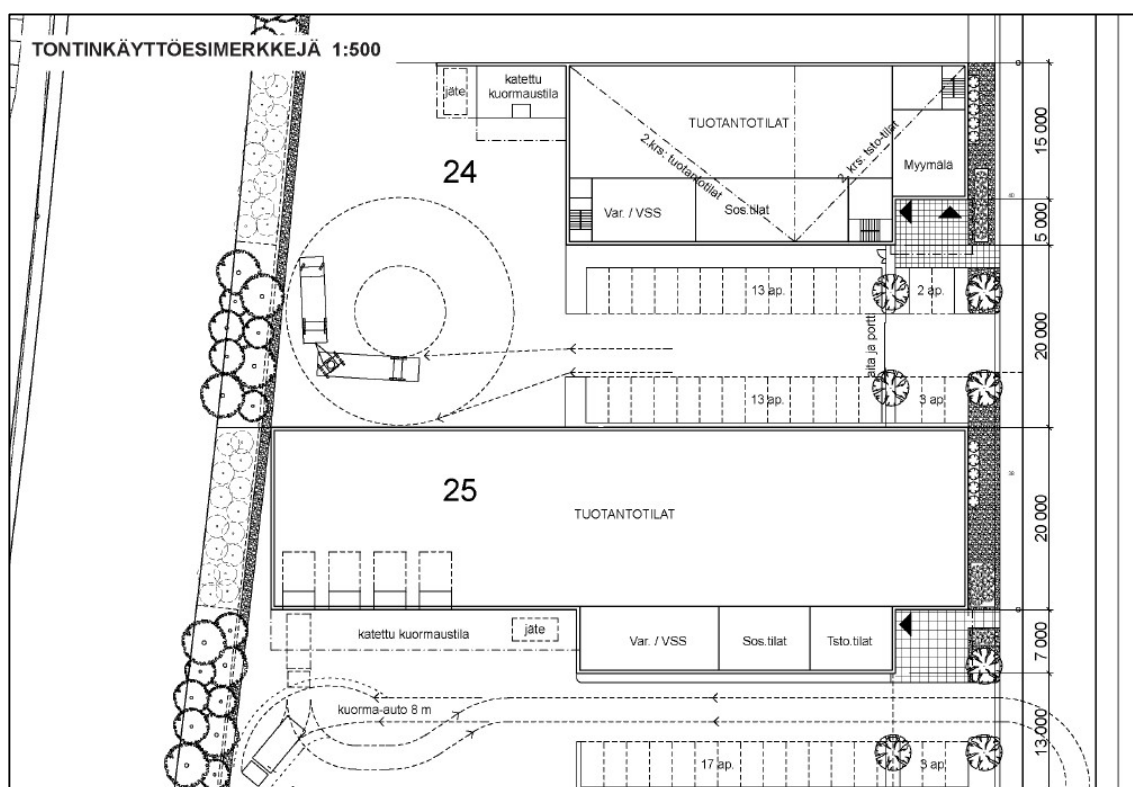 TONTINKÄYTTÖESIMERKKEJÄ 1:500
jäte
katettu
kuormaustila
TUOTANTOTILAT
2.krs: tuotantotilat
2. krs: tsto-tilat
Myymälä
24
Var. / VSS
Sos.tilat
15 000
5 000
13 ap.
2 ap.
aita ja portti
20 000
13 ap.
3 ap.
25
TUOTANTOTILAT
20 000
katettu kuormaustila
jäte
Var. / VSS
Sos.tilat
Tsto.tilat
7 000
kuorma-auto 8 m
13 000
17 ap.
3 ap.